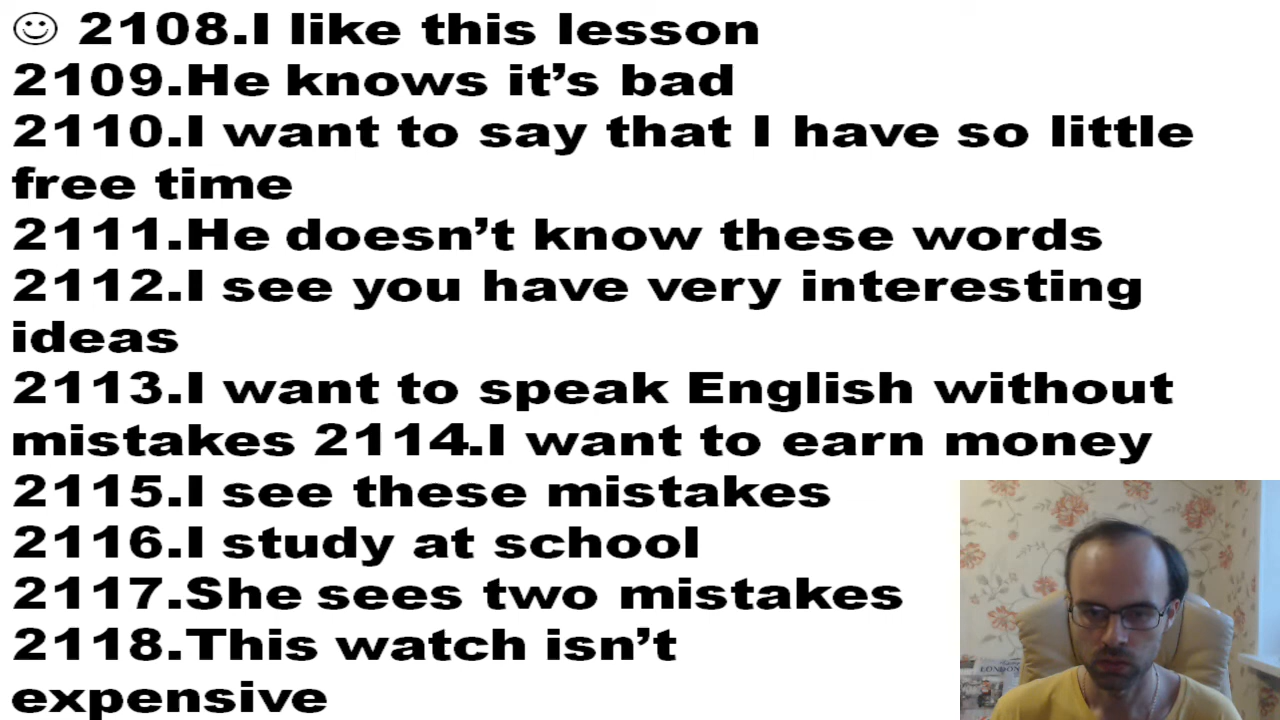 ☺ 2108.I like this lesson
2109.He knows it’s bad
2110.I want to say that I have so little
free time
2111.He doesn’t know these words
2112.I see you have very interesting
ideas
2113.I want to speak English without
mistakes 2114.I want to earn money
2115.I see these mistakes
2116.I study at school
2117.She sees two mistakes
2118.This watch isn’t
expensive
LONDON